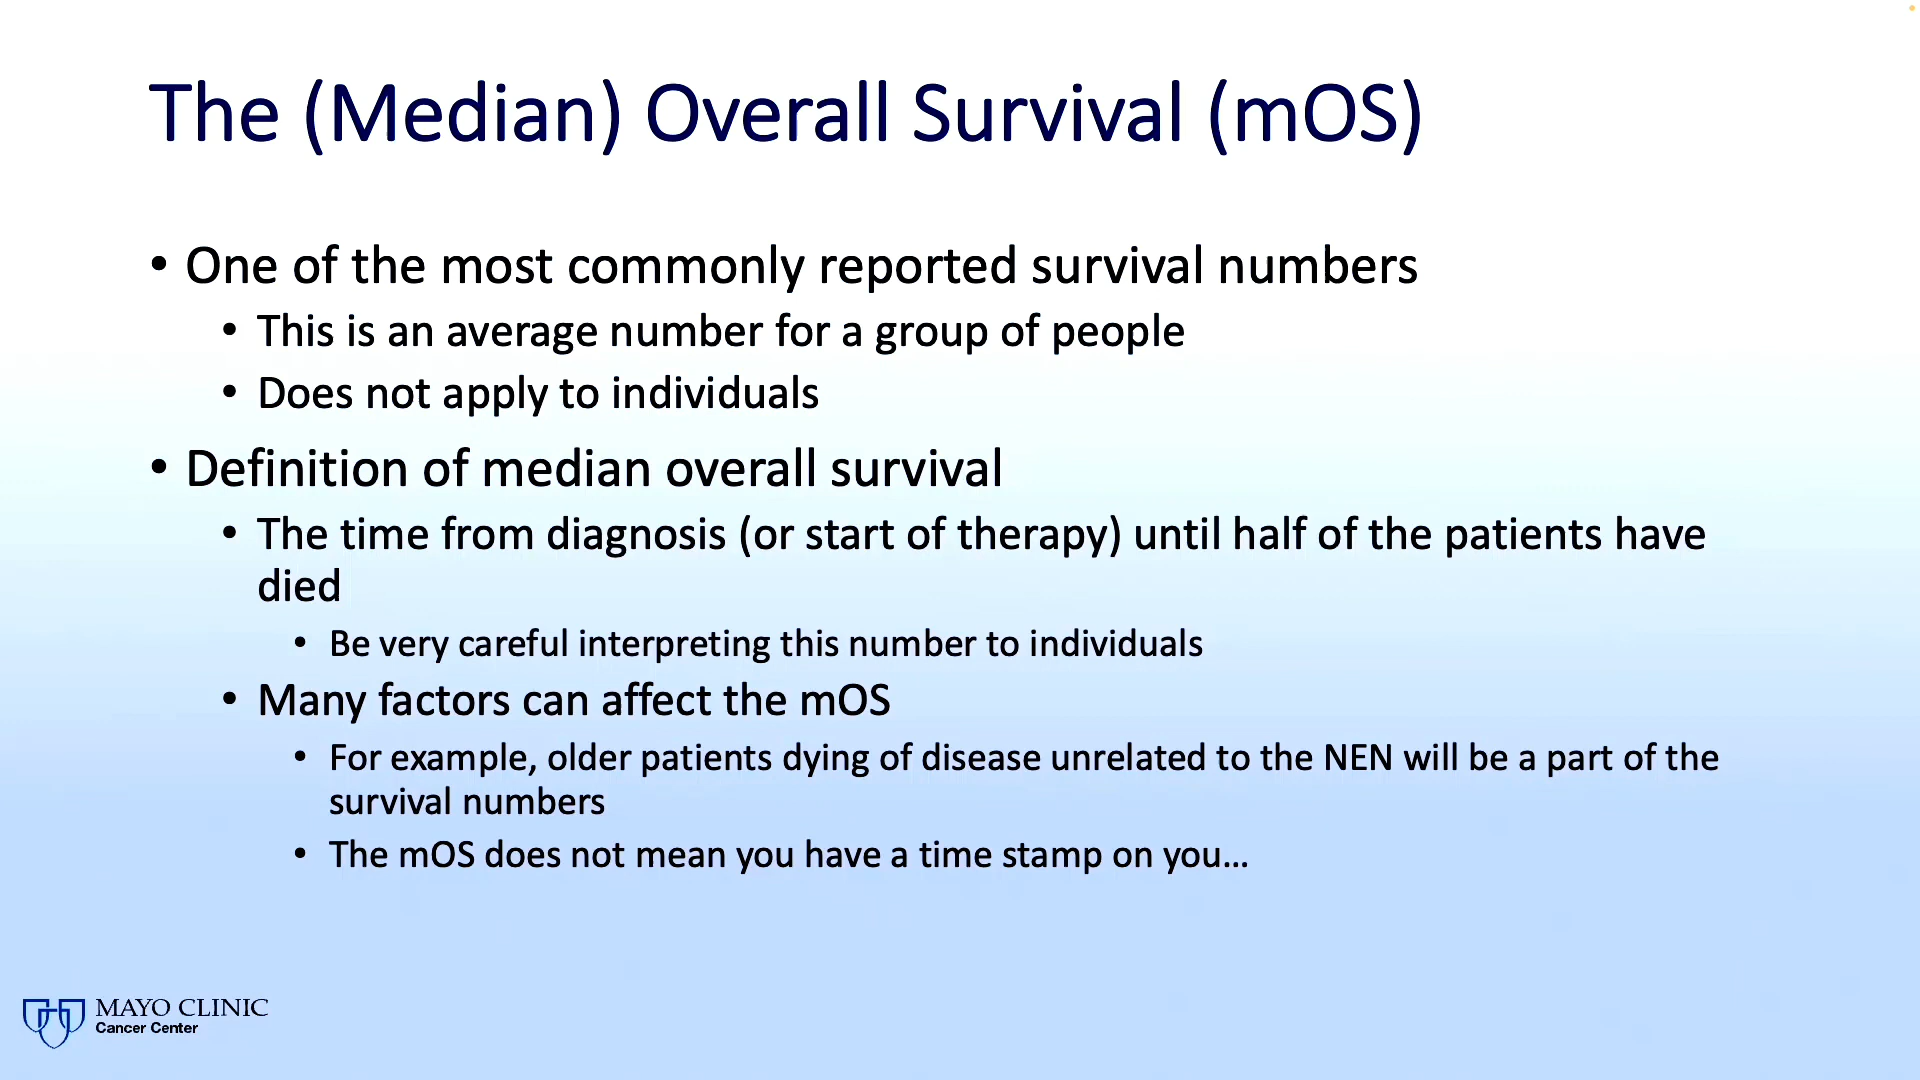 The (Median) Overall Survival (mOS)
• One of the most commonly reported survival numbers
• This is an average number for a group of people
• Does not apply to individuals
• Definition of median overall survival
• The time from diagnosis (or start of therapy) until half of the patients have
died
• Be very careful interpreting this number to individuals
• Many factors can affect the mOS
• For example, older patients dying of disease unrelated to the NEN will be a part of the
survival numbers
• The mOS does not mean you have a time stamp on you…
MAYO CLINIC
Cancer Center